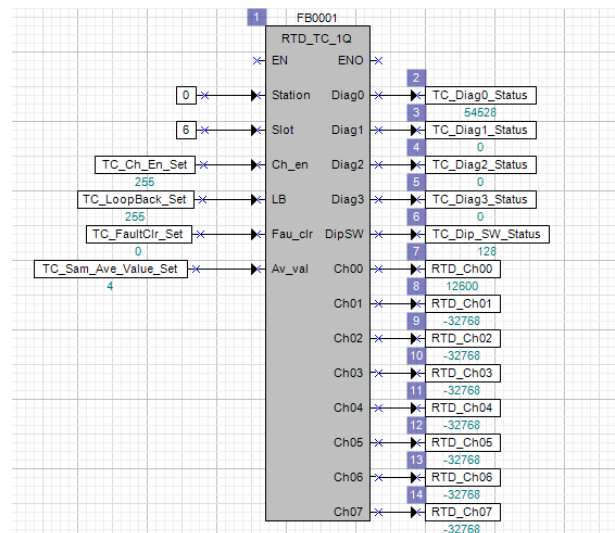 1 FB0001
RTD_TC_1Q
EN ENO
2
0 Station Diag0 TC_Diag0_Status
3 54528
6 Slot Diag1 TC_Diag1_Status
4 0
TC_Ch_En_Set Ch_en Diag2 TC_Diag2_Status
255 5 0
TC_LoopBack_Set LB Diag3 TC_Diag3_Status
255 6 0
TC_FaultClr_Set Fau_clr DipSW TC_Dip_SW_Status
0 7 128
TC_Sam_Ave_Value_Set Av_val Ch00 RTD_Ch00
4 8 12600
Ch01 RTD_Ch01
9 -32768
Ch02 RTD_Ch02
10 -32768
Ch03 RTD_Ch03
11 -32768
Ch04 RTD_Ch04
12 -32768
Ch05 RTD_Ch05
13 -32768
Ch06 RTD_Ch06
14 -32768
Ch07 RTD_Ch07
-32768